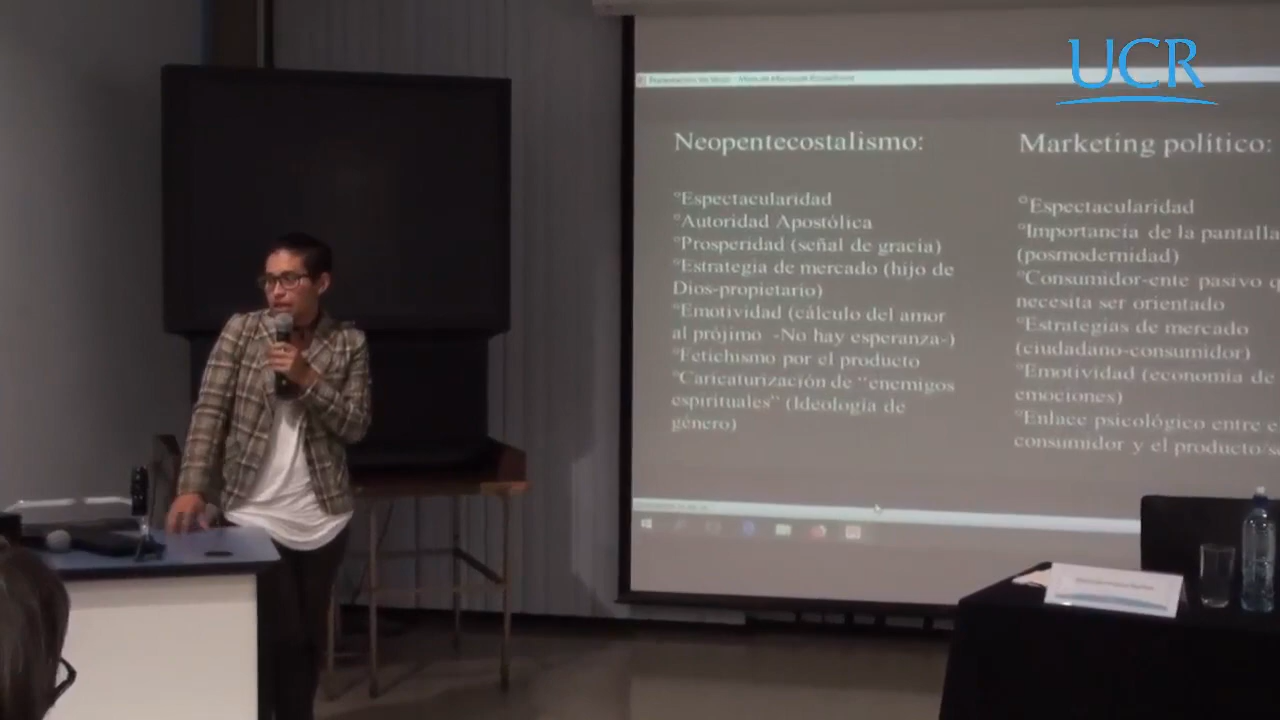 UCR
Neopentecostalismo:
°Espectacularidad
°Autoridad Apostólica
°Prosperidad (señal de gracia)
°Estrategia de mercado (hijo de
Dios-propietario)
°Emotividad (cálculo del amor
al prójimo -No hay esperanza-)
°Fetichismo por el producto
°Caricaturización de "enemigos
espirituales" (Ideología de
género)
Marketing político:
°Espectacularidad
°Importancia de la pantalla
(posmodernidad)
°Consumidor-ente pasivo q
necesita ser orientado
°Estrategias de mercado
(ciudadano-consumidor)
°Emotividad (economía de
emociones)
°Enlace psicológico entre e
consumidor y el producto/s